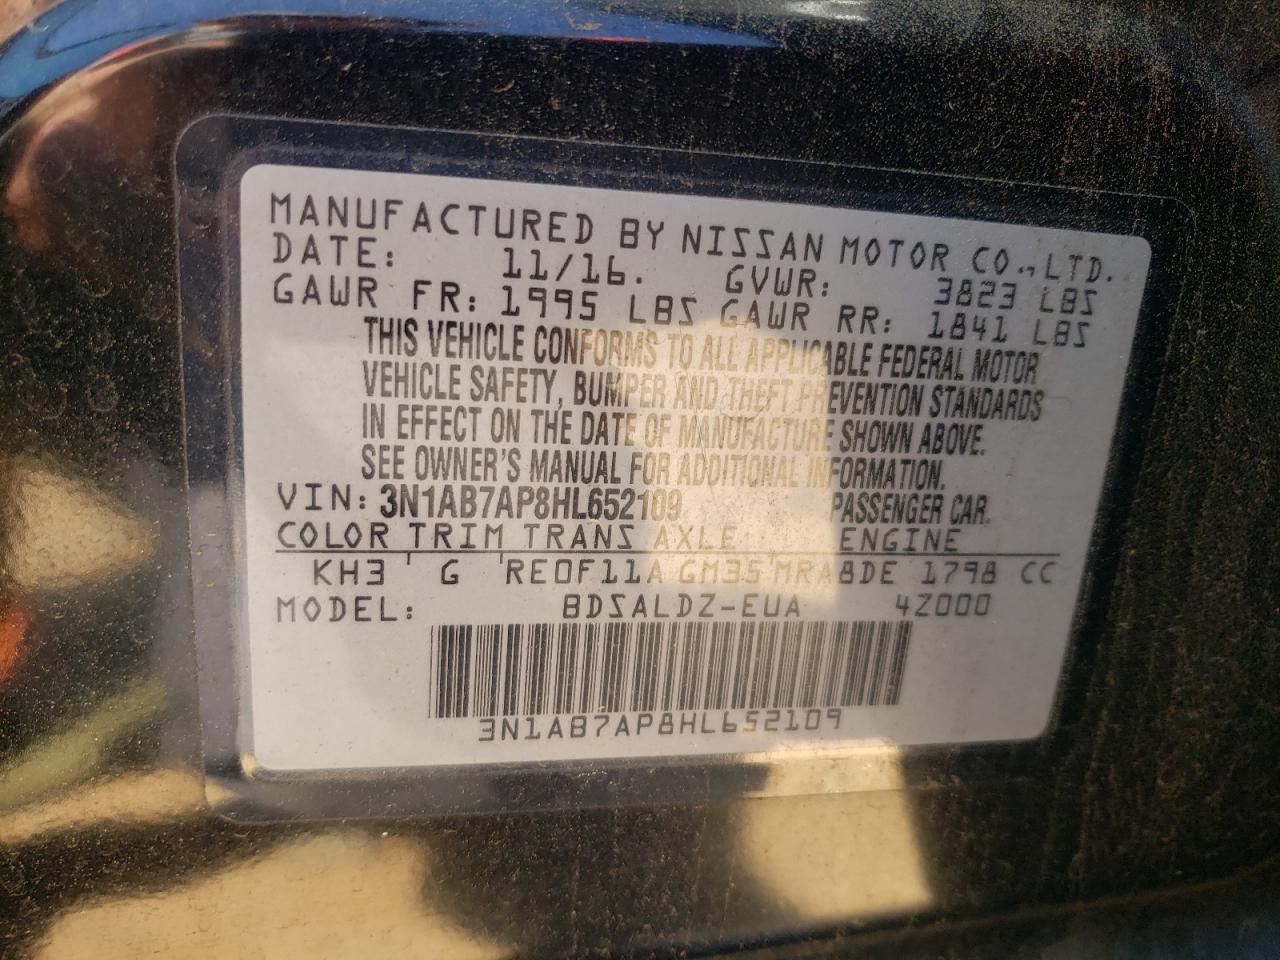 MANUFACTURED BY NISSAN MOTOR CO., LTD.
DATE: 11/16. GVWR: 3823 LBS
GAWR FR: 1995 LBS GAWR RR: 1841 LBS
THIS VEHICLE CONFORMS TO ALL APPLICABLE FEDERAL MOTOR
VEHICLE SAFETY, BUMPER AND THEFT PREVENTION STANDARDS
IN EFFECT ON THE DATE OF MANUFACTURE SHOWN ABOVE.
SEE OWNER'S MANUAL FOR ADDITIONAL INFORMATION.
VIN: 3N1AB7AP8HL652109 PASSENGER CAR.
COLOR TRIM TRANS AXLE ENGINE
KH3 G RE0F11A GM35 MRA8DE 1798 CC
MODEL: BDSALDZ-EUA 4Z000
3N1AB7AP8HL652109